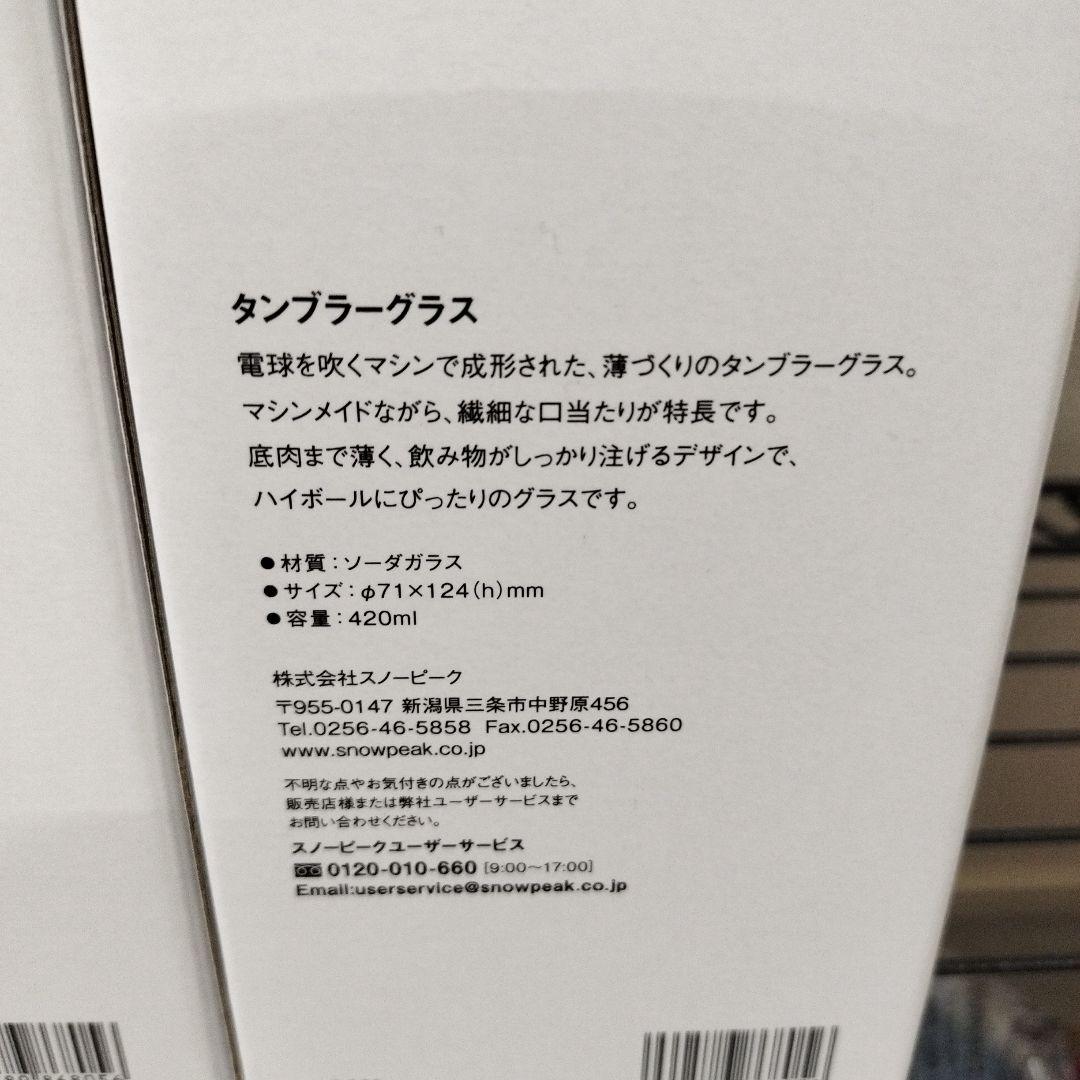 タンブラーグラス
電球を吹くマシンで成形された、薄づくりのタンブラーグラス。
マシンメイドながら、繊細な口当たりが特長です。
底肉まで薄く、飲み物がしっかり注げるデザインで、
ハイボールにぴったりのグラスです。
●材質：ソーダガラス
●サイズ：φ71×124(h)mm
●容量：420ml
株式会社スノーピーク
〒955-0147 新潟県三条市中野原456
Tel.0256-46-5858 Fax.0256-46-5860
www.snowpeak.co.jp
不明な点やお気付きの点がございましたら、
販売店様または弊社ユーザーサービスまで
お問い合わせください。
スノーピークユーザーサービス
0120-010-660 [9:00〜17:00]
Email:userservice@snowpeak.co.jp